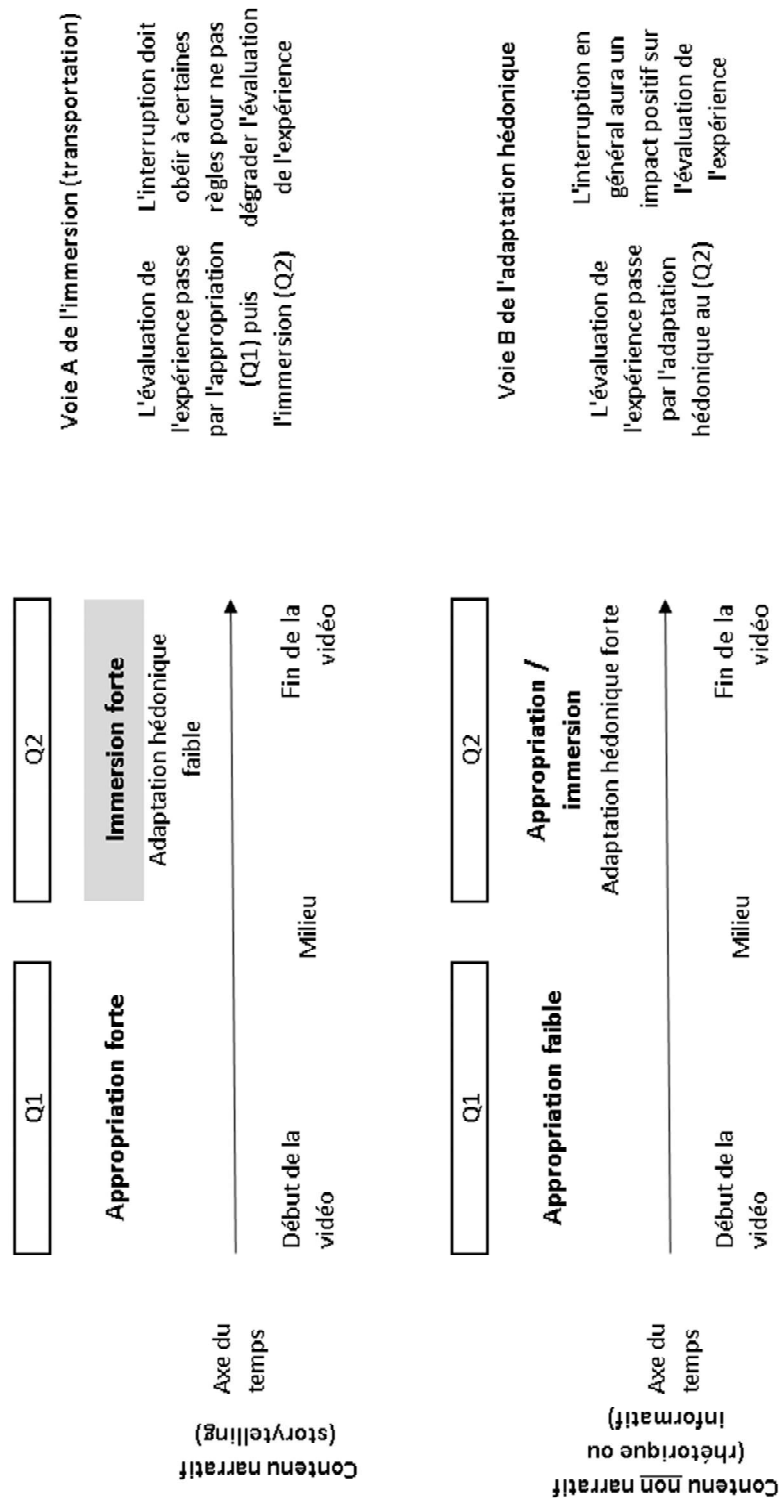 Contenu narratif
(storytelling)
Axe du
temps
Q1
Appropriation forte
Début de la
vidéo
Milieu
Q2
Immersion forte
Adaptation hédonique
faible
Fin de la
vidéo
Voie A de l'immersion (transportation)
L'évaluation de
l'expérience passe
par l'appropriation
(Q1) puis
l'immersion (Q2)
L'interruption doit
obéir à certaines
règles pour ne pas
dégrader l'évaluation
de l'expérience
Contenu narratif non
(rhétorique ou
informatif)
Axe du
temps
Q1
Appropriation faible
Début de la
vidéo
Milieu
Q2
Appropriation /
immersion
Adaptation hédonique forte
Fin de la
vidéo
Voie B de l'adaptation hédonique
L'évaluation de
l'expérience passe
par l'adaptation
hédonique au (Q2)
L'interruption en
général aura un
impact positif sur
l'évaluation de
l'expérience